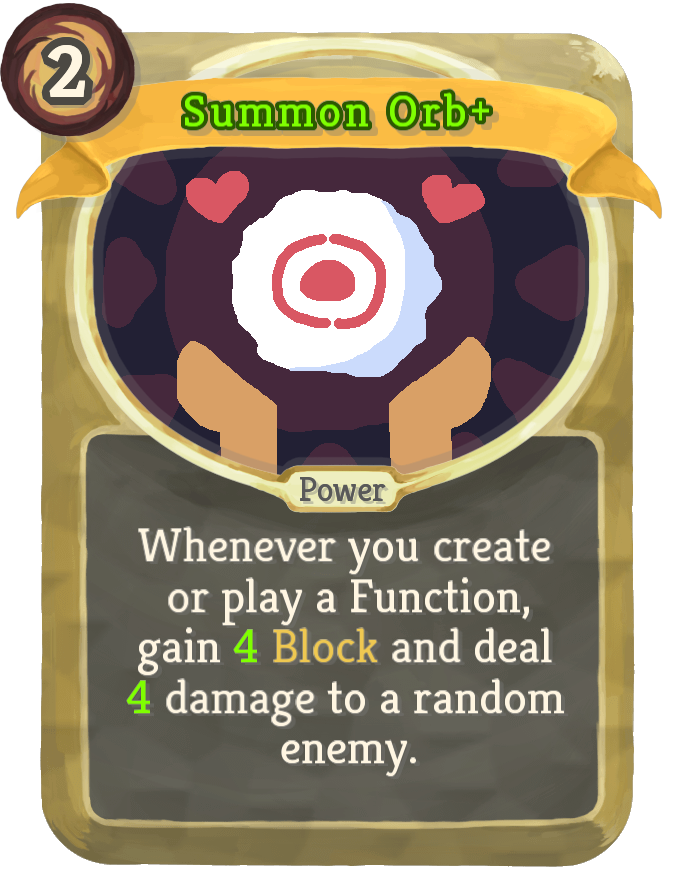 2
Summon Orb+
Power
Whenever you create
or play a Function,
gain 4 Block and deal
4 damage to a random
enemy.